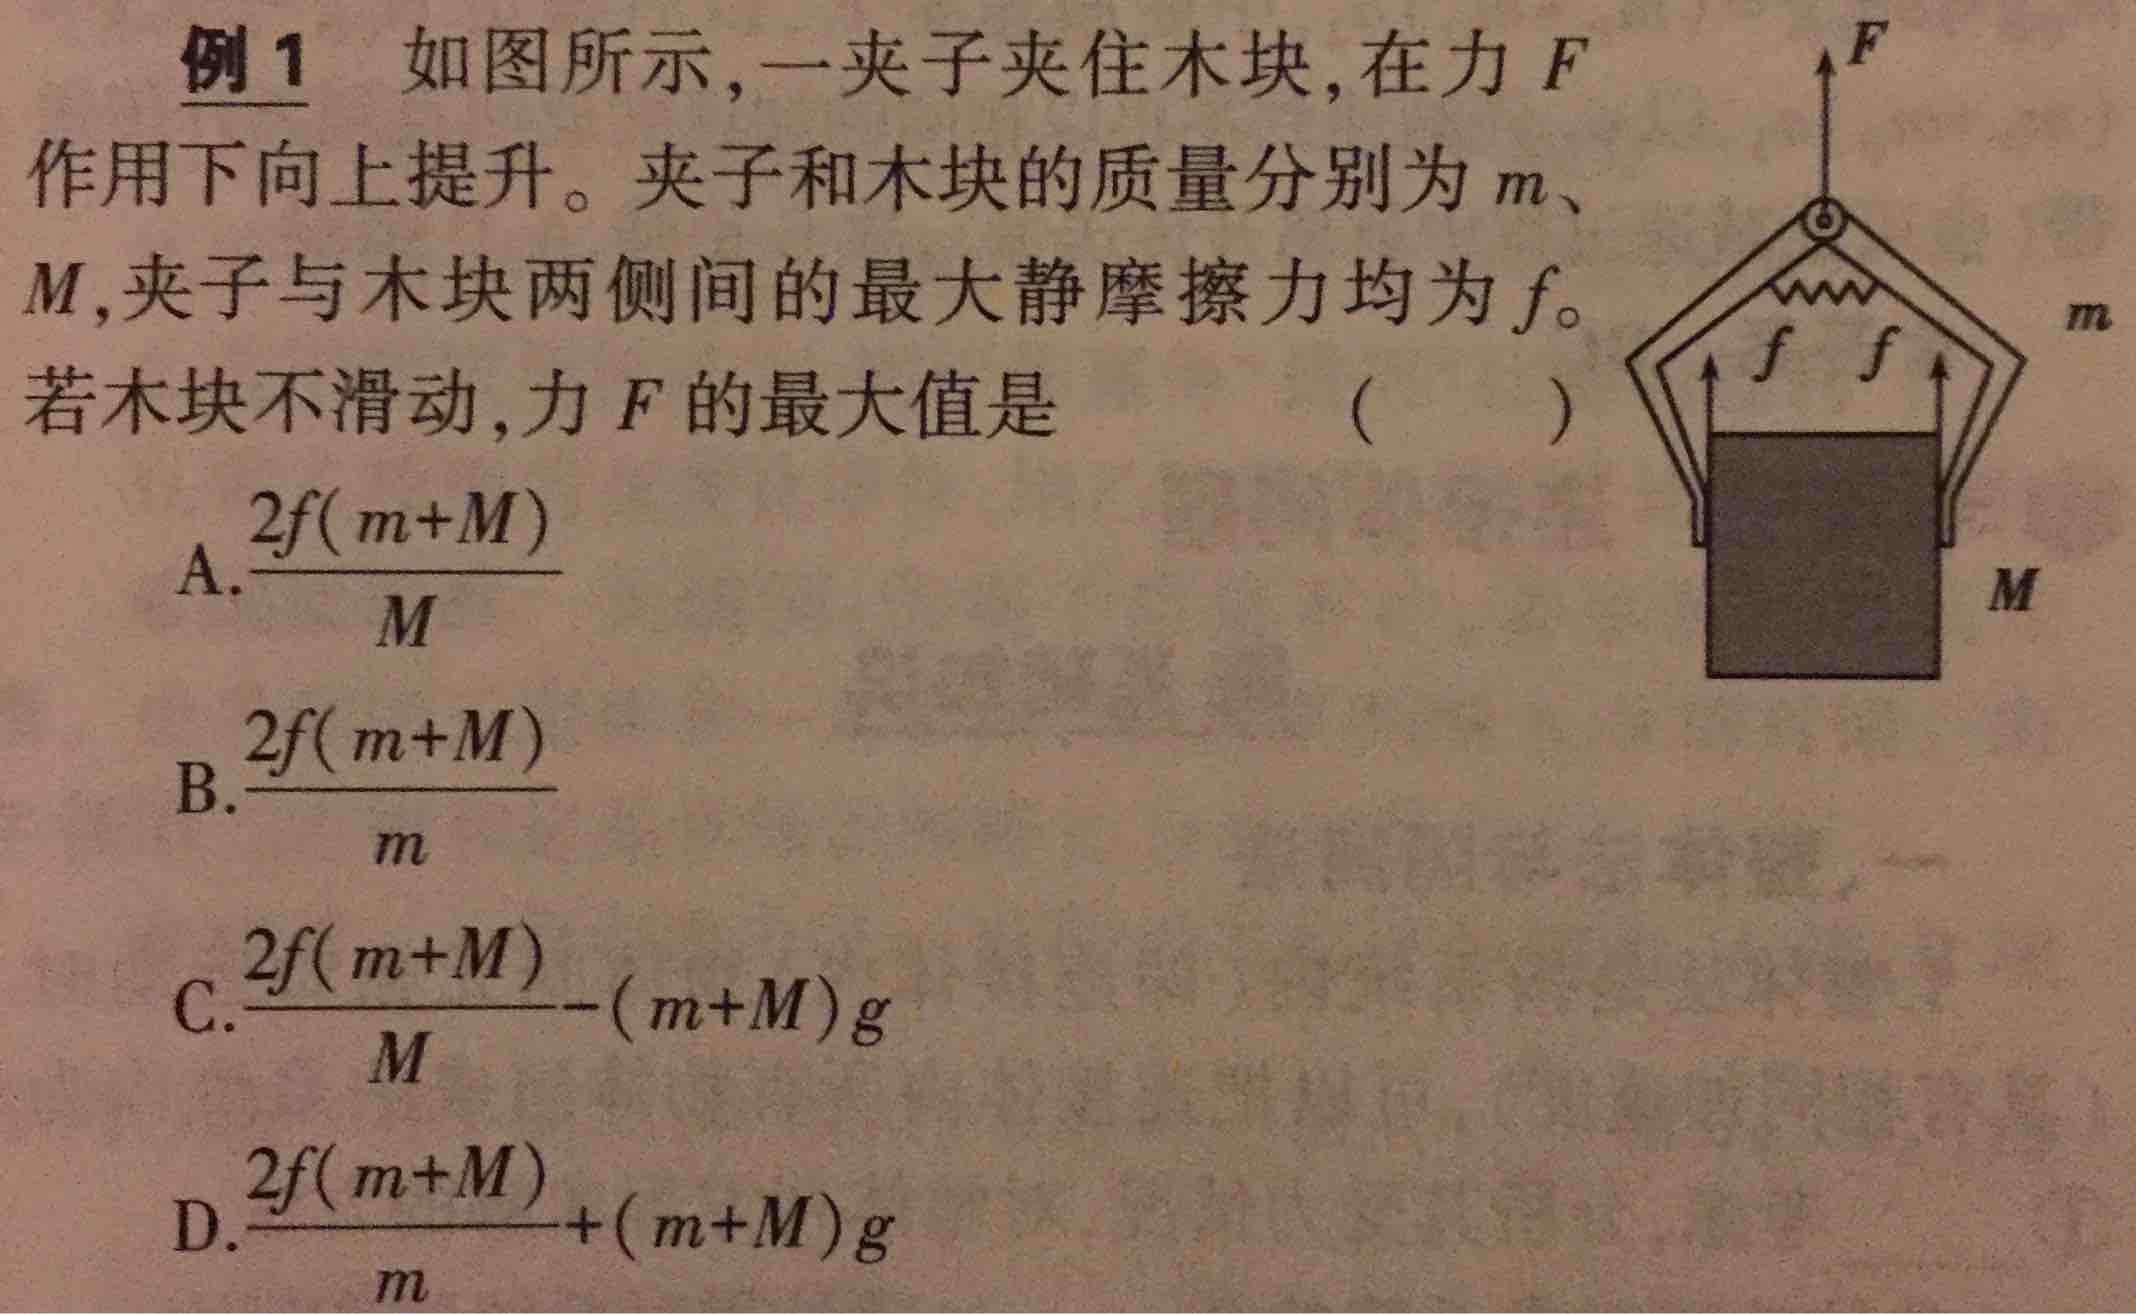 例1 如图所示,一夹子夹住木块,在力 F
作用下向上提升。夹子和木块的质量分别为 m、
M,夹子与木块两侧间的最大静摩擦力均为 f。
若木块不滑动,力 F 的最大值是 ( )
A. \frac{2f(m+M)}{M}
B. \frac{2f(m+M)}{m}
C. \frac{2f(m+M)}{M}-(m+M)g
D. \frac{2f(m+M)}{m}+(m+M)g
F
m
f f
M